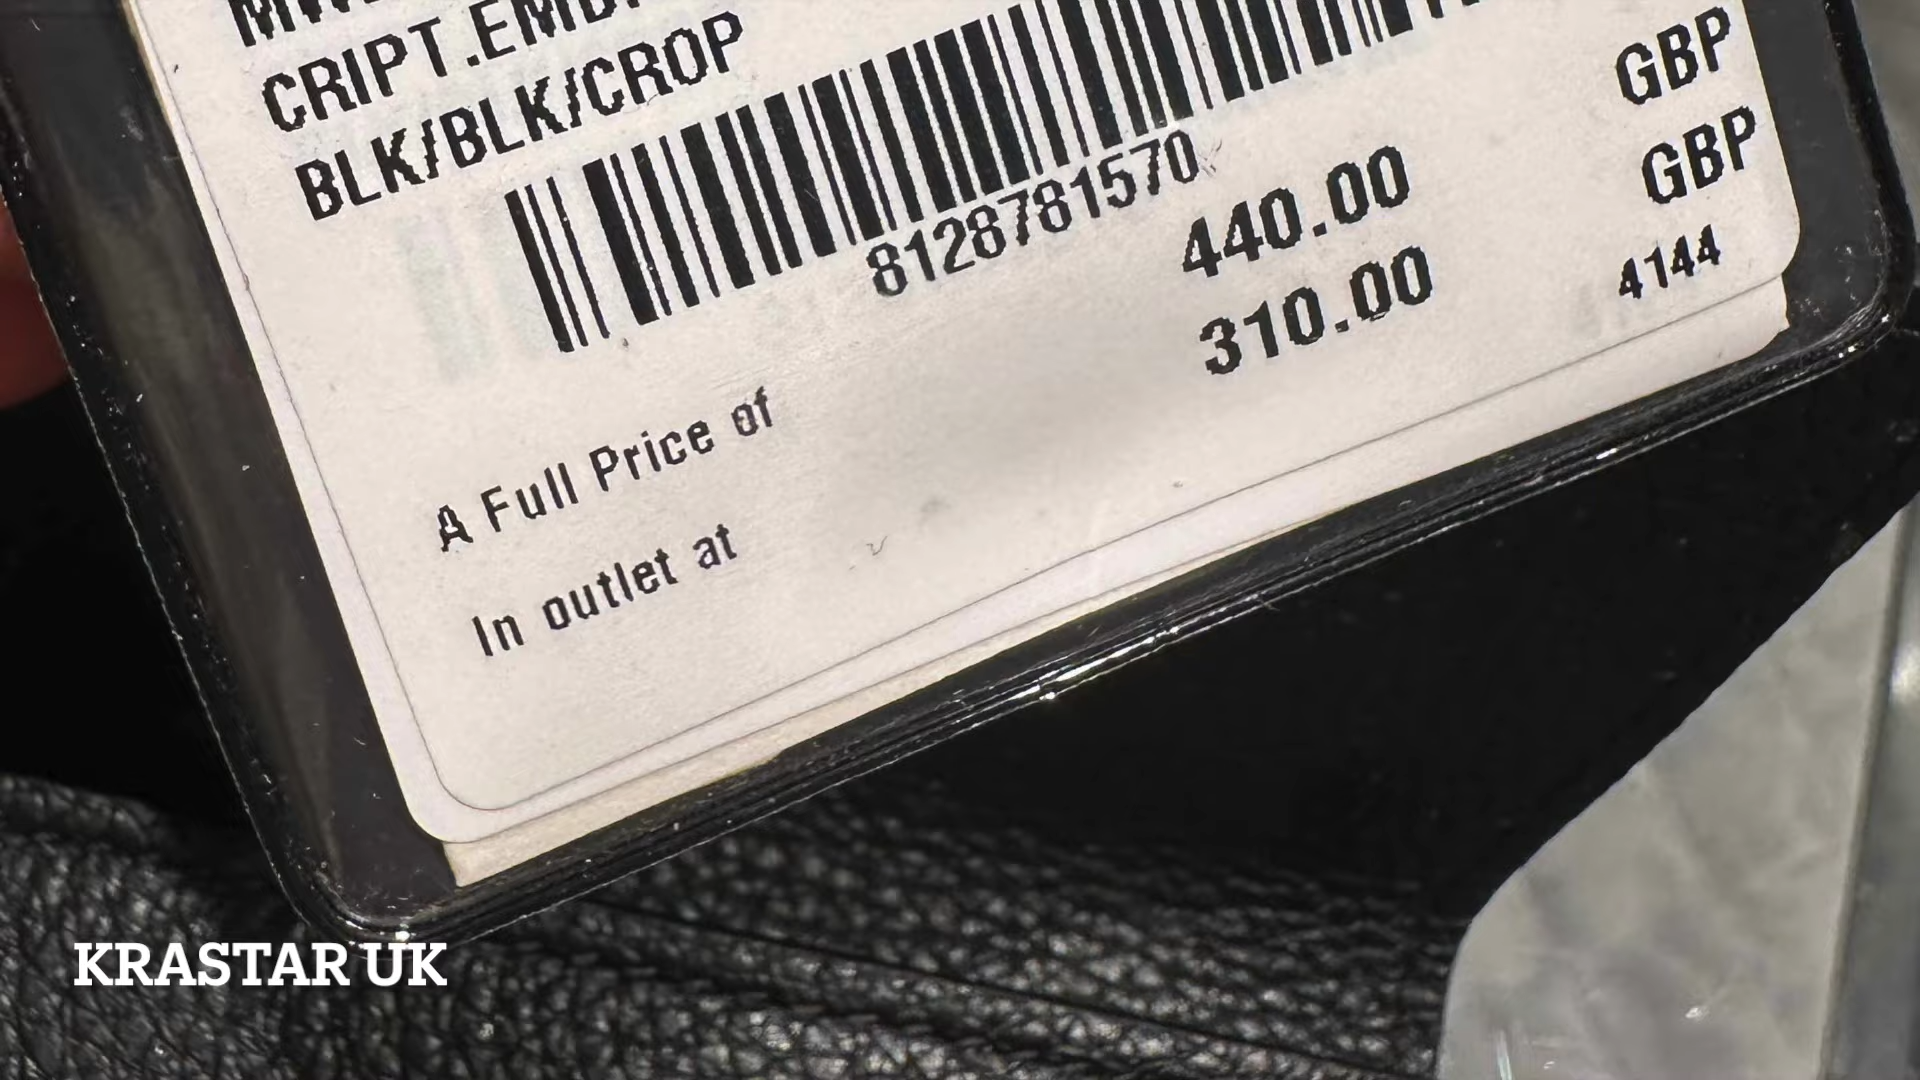 CRIPT.EMB
BLK/BLK/CROP
8128781570
A Full Price of 440.00 GBP
In outlet at 310.00 GBP
4144
KRASTAR UK